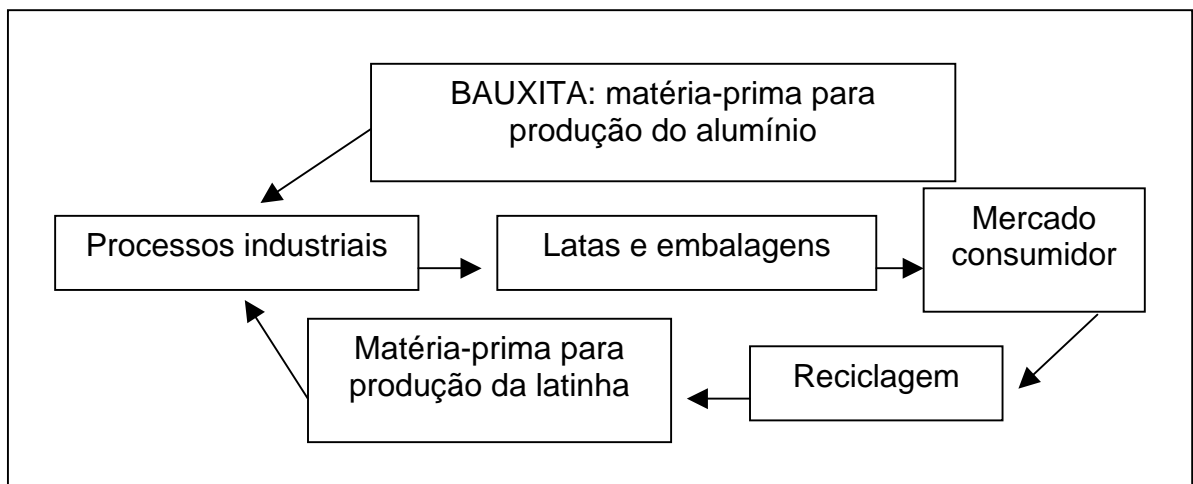 BAUXITA: matéria-prima para
produção do alumínio
Processos industriais
Latas e embalagens
Mercado
consumidor
Matéria-prima para
produção da latinha
Reciclagem